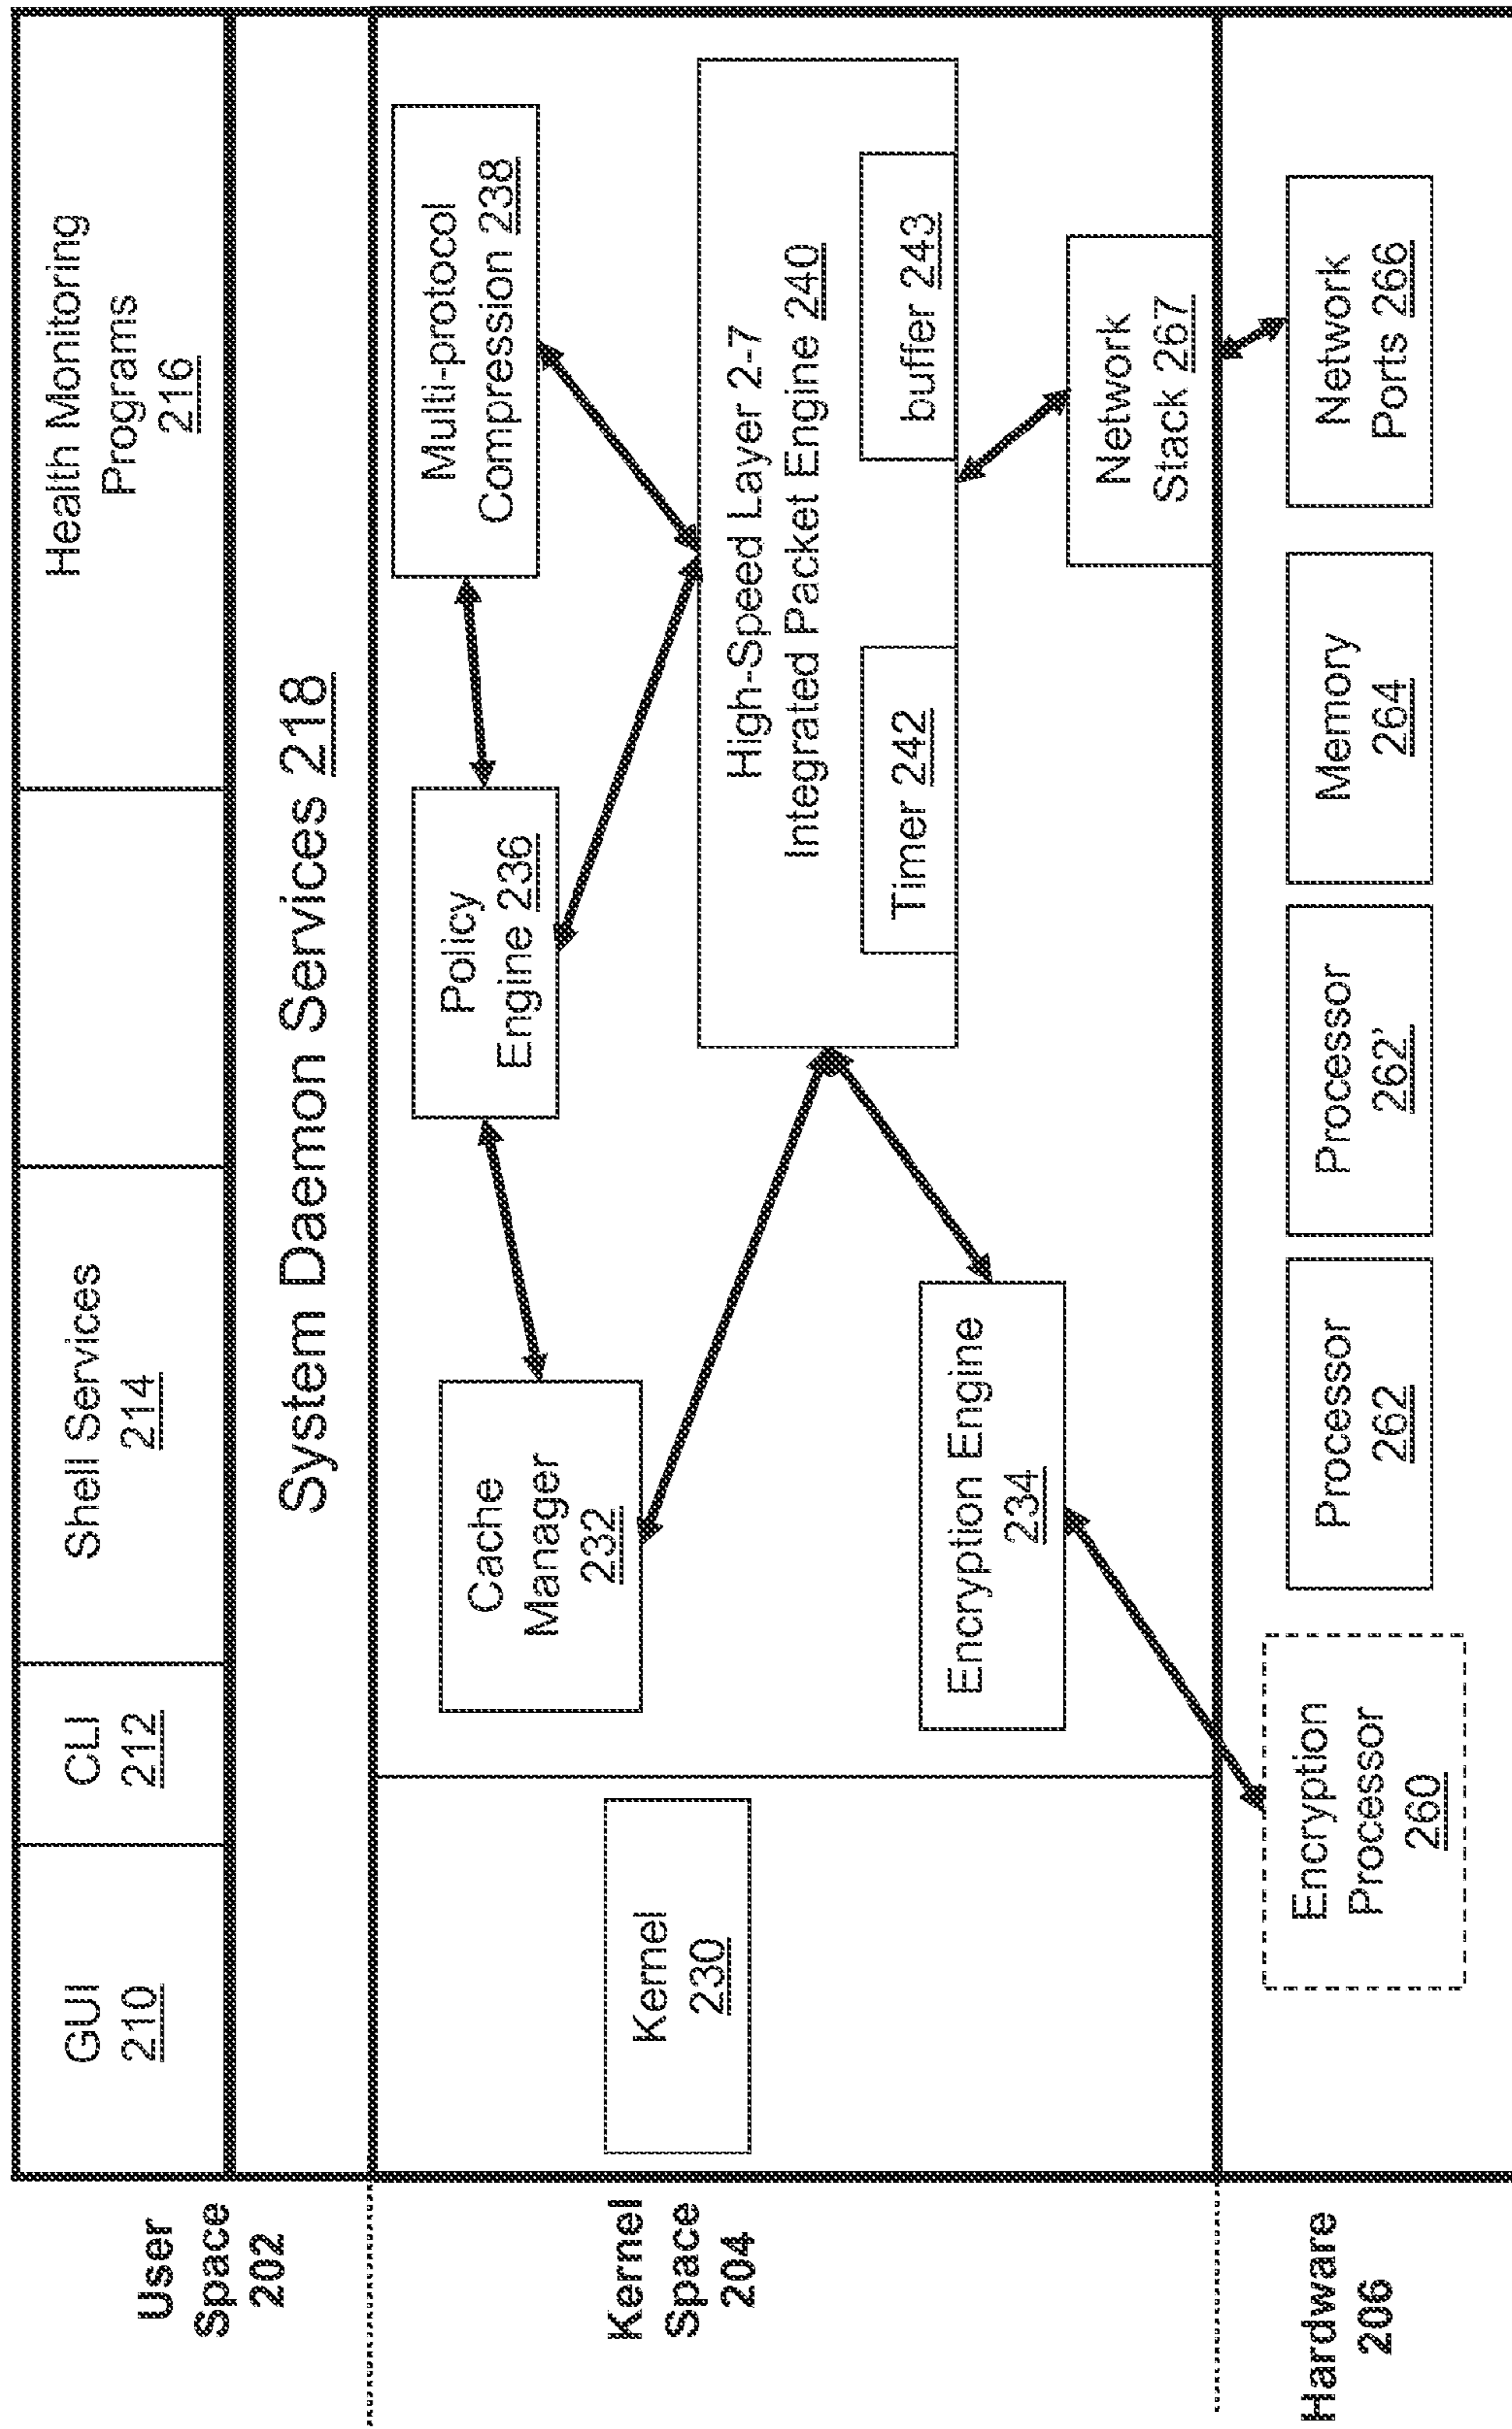 User
Space
202
GUI
210
CLI
212
Shell Services
214
Health Monitoring
Programs
216
System Daemon Services 218
Kernel
Space
204
Kernel
230
Cache
Manager
232
Policy
Engine 236
Multi-protocol
Compression 238
High-Speed Layer 2-7
Integrated Packet Engine 240
Timer 242
buffer 243
Encryption Engine
234
Network
Stack 267
Hardware
206
Encryption
Processor
260
Processor
262
Processor
262'
Memory
264
Network
Ports 266